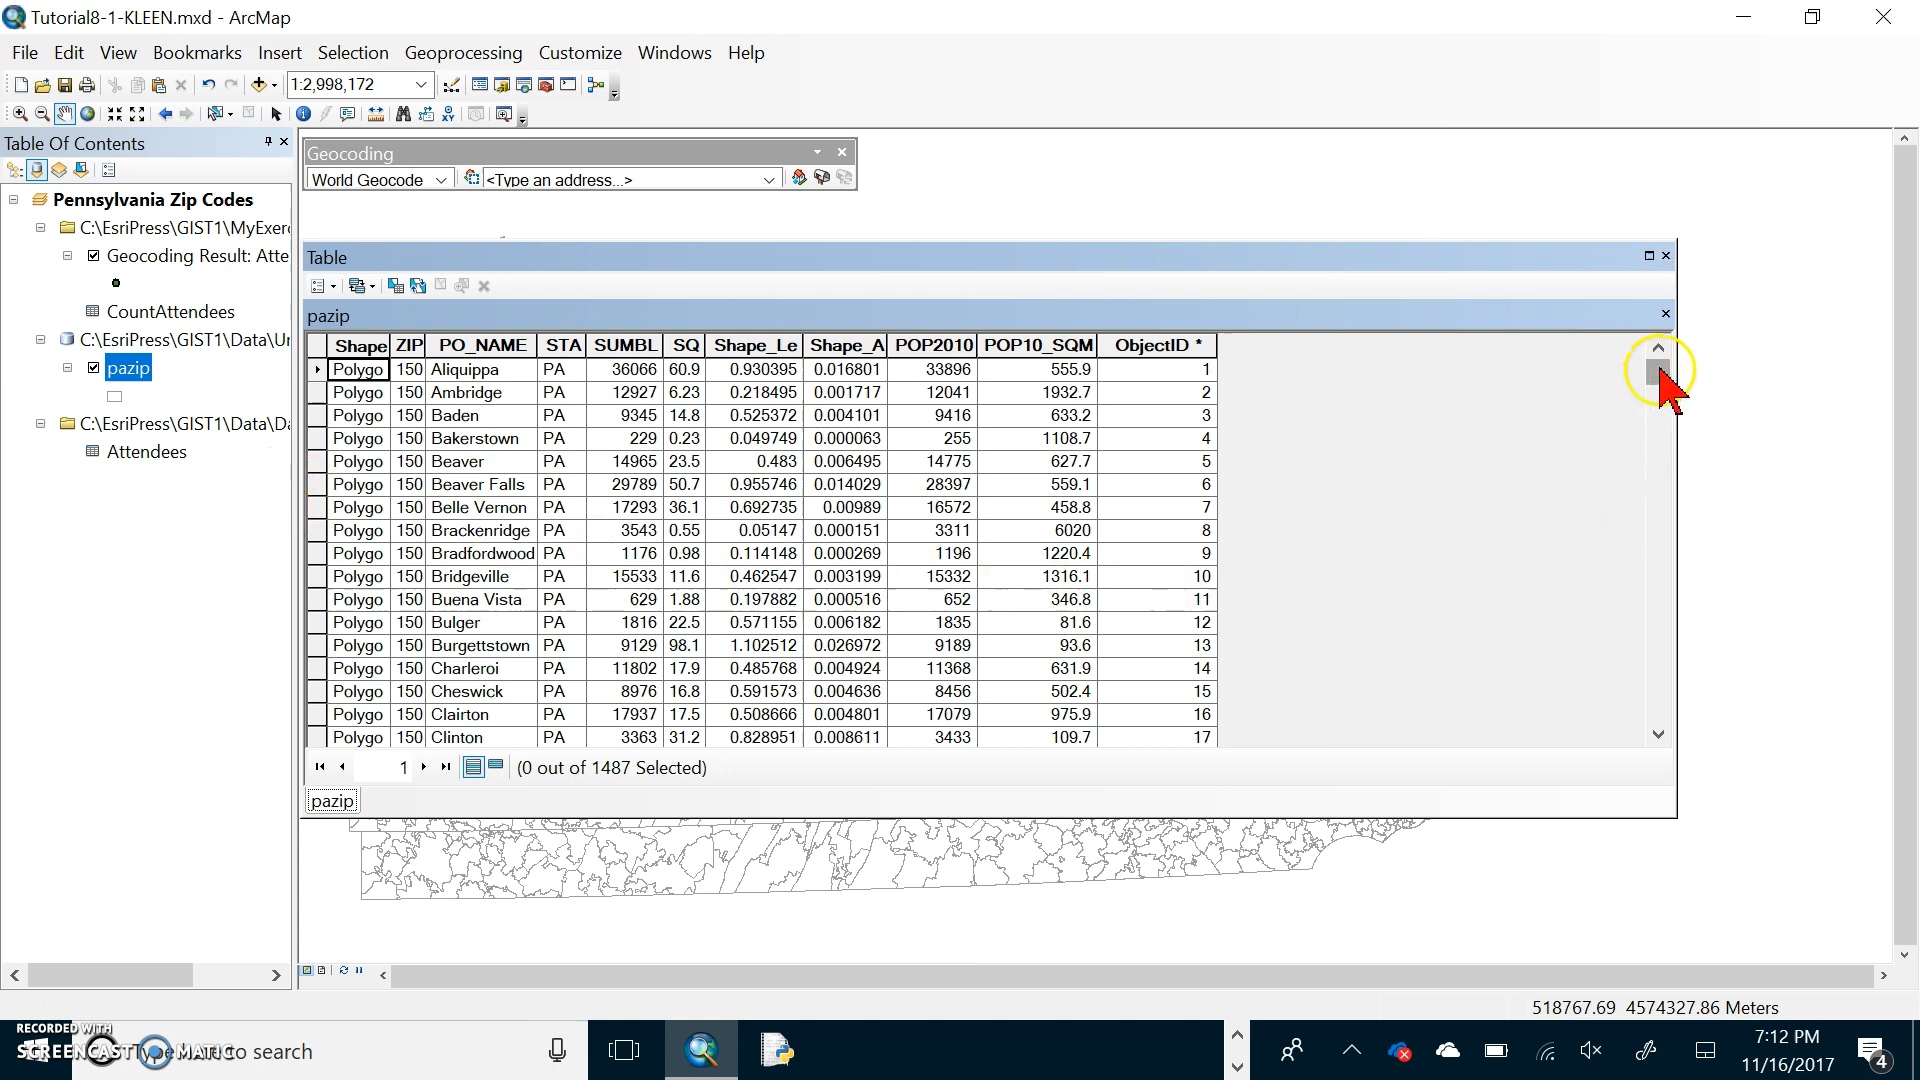 Tutorial8-1-KLEEN.mxd - ArcMap
File Edit View Bookmarks Insert Selection Geoprocessing Customize Windows Help
1:2,998,172
Table Of Contents
Pennsylvania Zip Codes
C:\EsriPress\GIST1\MyExer
Geocoding Result: Atte
CountAttendees
C:\EsriPress\GIST1\Data\Ur
pazip
C:\EsriPress\GIST1\Data\Da
Attendees
Geocoding
World Geocode <Type an address...>
Table
pazip
Shape ZIP PO_NAME STA SUMBL SQ Shape_Le Shape_A POP2010 POP10_SQM ObjectID *
Polygo 150 Aliquippa PA 36066 60.9 0.930395 0.016801 33896 555.9 1
Polygo 150 Ambridge PA 12927 6.23 0.218495 0.001717 12041 1932.7 2
Polygo 150 Baden PA 9345 14.8 0.525372 0.004101 9416 633.2 3
Polygo 150 Bakerstown PA 229 0.23 0.049749 0.000063 255 1108.7 4
Polygo 150 Beaver PA 14965 23.5 0.483 0.006495 14775 627.7 5
Polygo 150 Beaver Falls PA 29789 50.7 0.955746 0.014029 28397 559.1 6
Polygo 150 Belle Vernon PA 17293 36.1 0.692735 0.00989 16572 458.8 7
Polygo 150 Brackenridge PA 3543 0.55 0.05147 0.000151 3311 6020 8
Polygo 150 Bradfordwood PA 1176 0.98 0.114148 0.000269 1196 1220.4 9
Polygo 150 Bridgeville PA 15533 11.6 0.462547 0.003199 15332 1316.1 10
Polygo 150 Buena Vista PA 629 1.88 0.197882 0.000516 652 346.8 11
Polygo 150 Bulger PA 1816 22.5 0.571155 0.006182 1835 81.6 12
Polygo 150 Burgettstown PA 9129 98.1 1.102512 0.026972 9189 93.6 13
Polygo 150 Charleroi PA 11802 17.9 0.485768 0.004924 11368 631.9 14
Polygo 150 Cheswick PA 8976 16.8 0.591573 0.004636 8456 502.4 15
Polygo 150 Clairton PA 17937 17.5 0.508666 0.004801 17079 975.9 16
Polygo 150 Clinton PA 3363 31.2 0.828951 0.008611 3433 109.7 17
1 (0 out of 1487 Selected)
pazip
518767.69 4574327.86 Meters
RECORDED WITH
SCREENCAST MATIC
to search
7:12 PM
11/16/2017
4